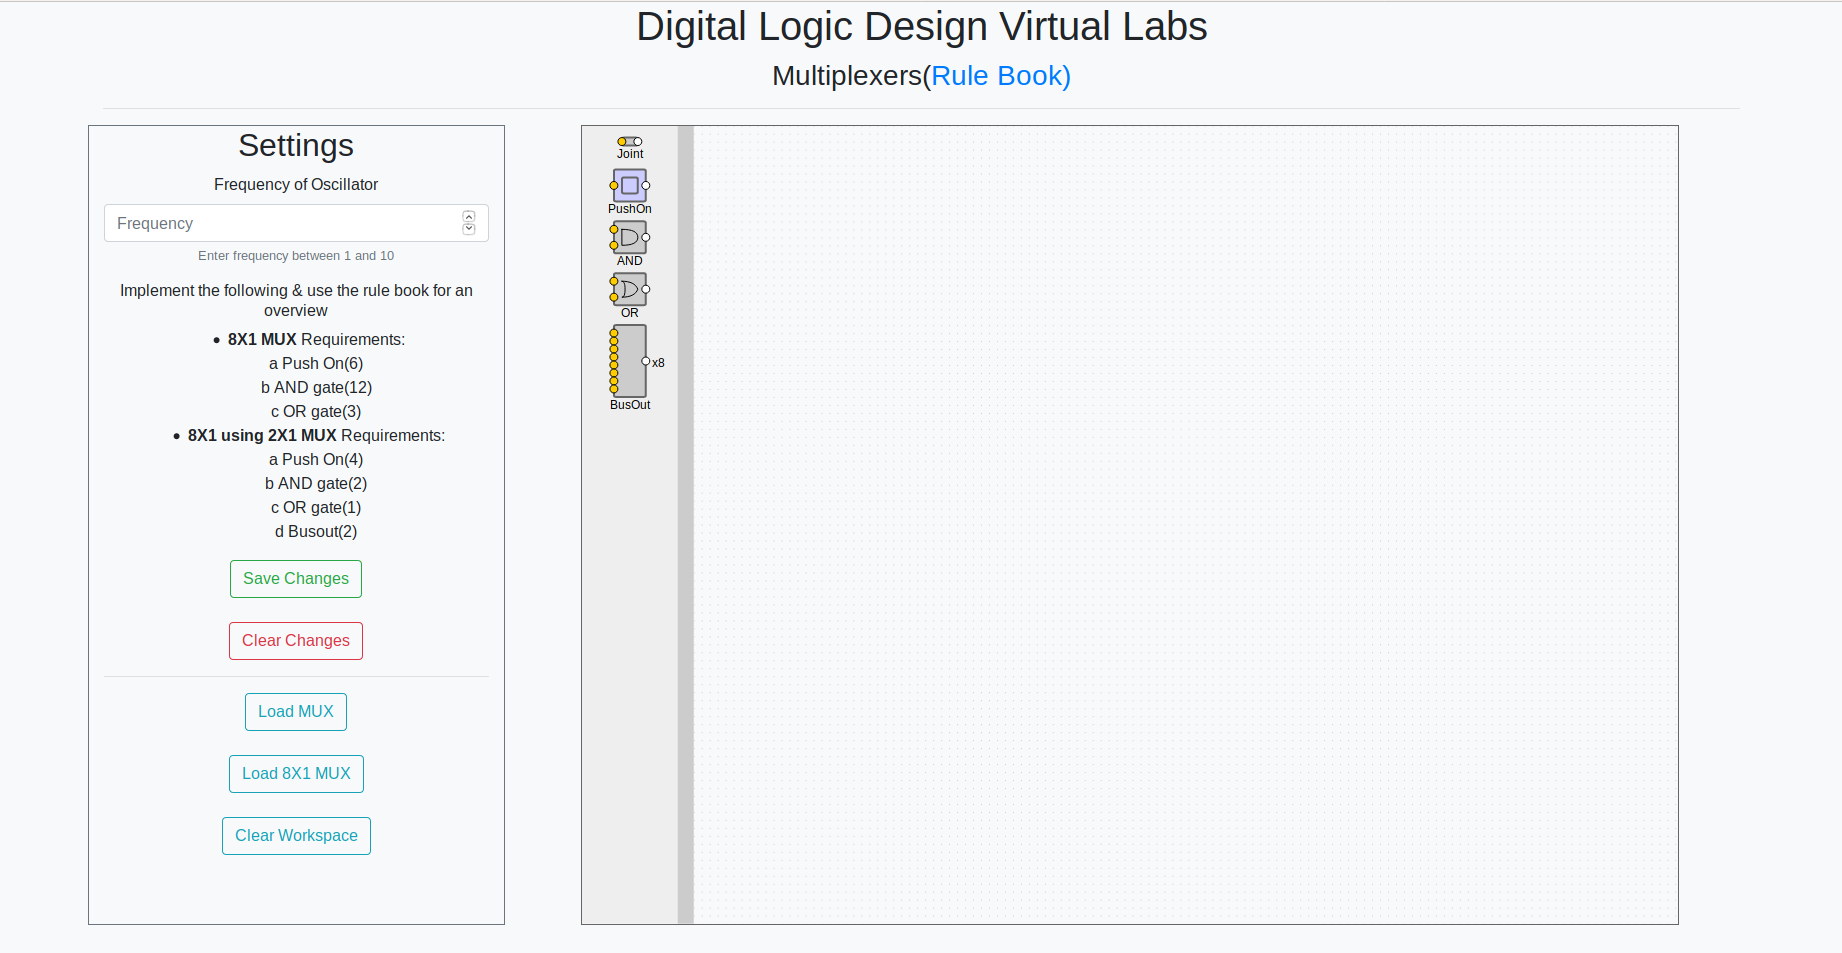 Digital Logic Design Virtual Labs
Multiplexers(Rule Book)
Settings
Frequency of Oscillator
Frequency
Enter frequency between 1 and 10
Implement the following & use the rule book for an
overview
• 8X1 MUX Requirements:
a Push On(6)
b AND gate(12)
c OR gate(3)
• 8X1 using 2X1 MUX Requirements:
a Push On(4)
b AND gate(2)
c OR gate(1)
d Busout(2)
Save Changes
Clear Changes
Load MUX
Load 8X1 MUX
Clear Workspace
Joint
PushOn
AND
OR
x8
BusOut